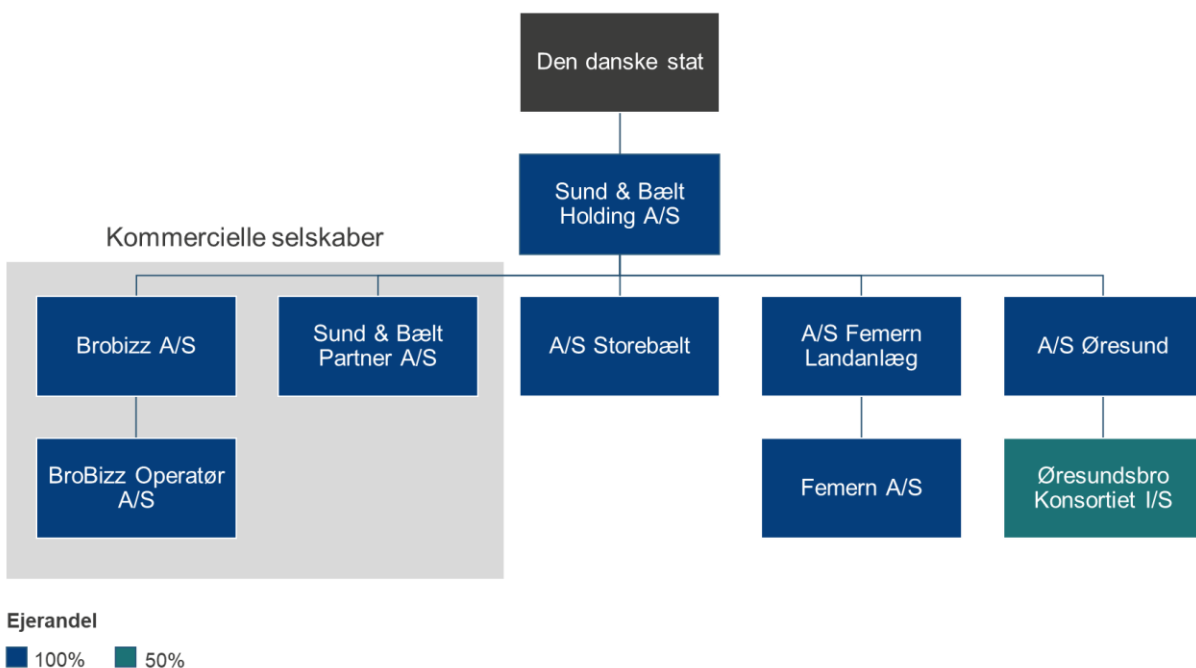 Den danske stat
Sund & Bælt
Holding A/S
Kommercielle selskaber
Brobizz A/S
Sund & Bælt
Partner A/S
A/S Storebælt
A/S Femern
Landanlæg
A/S Øresund
BroBizz Operatør
A/S
Femern A/S
Øresundsbro
Konsortiet I/S
Ejerandel
100%
50%